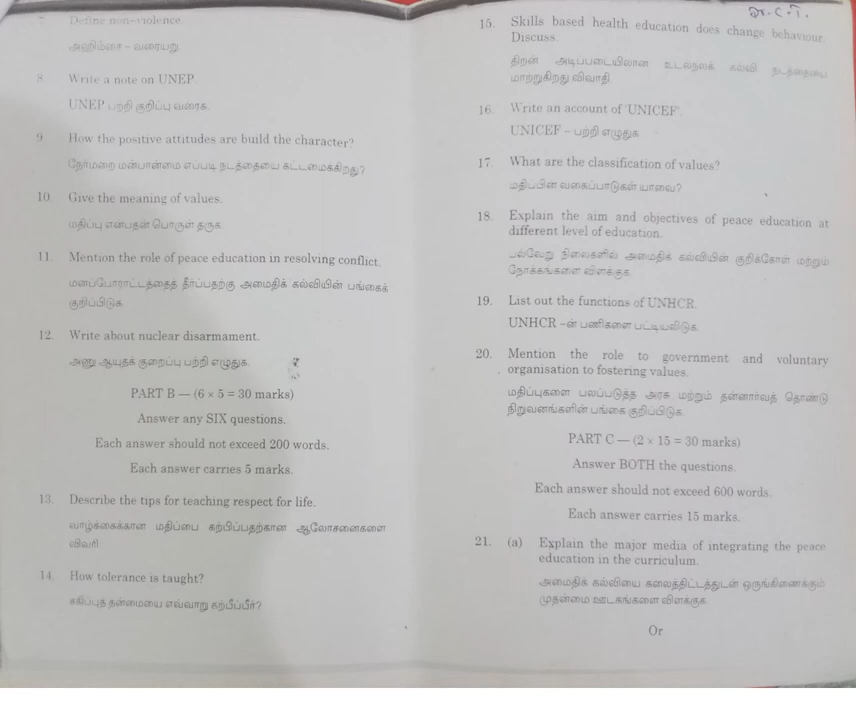 7. Define non-violence.
அஹிம்சை – வரையறு.
8. Write a note on UNEP.
UNEP பற்றி குறிப்பு வரைக.
9. How the positive attitudes are build the character?
நேர்மறை மன்பான்மை எப்படி நடத்தையை கட்டமைக்கிறது?
10. Give the meaning of values.
மதிப்பு என்பதன் பொருள் தருக.
11. Mention the role of peace education in resolving conflict.
மனப்போராட்டத்தைத் தீர்ப்பதற்கு அமைதிக் கல்வியின் பங்கைக்
குறிப்பிடுக.
12. Write about nuclear disarmament.
அணு ஆயுதக் குறைப்பு பற்றி எழுதுக.
PART B — (6 × 5 = 30 marks)
Answer any SIX questions.
Each answer should not exceed 200 words.
Each answer carries 5 marks.
13. Describe the tips for teaching respect for life.
வாழ்க்கைக்கான மதிப்பை கற்பிப்பதற்கான ஆலோசனைகளை
விவரி.
14. How tolerance is taught?
சகிப்புத் தன்மையை எவ்வாறு கற்பீப்பீர்?
Dr. C. T.
15. Skills based health education does change behaviour.
Discuss.
திறன் அடிப்படையிலான உடலநலக் கல்வி நடத்தையை
மாற்றுகிறது விவாதி.
16. Write an account of 'UNICEF'.
UNICEF – பற்றி எழுதுக.
17. What are the classification of values?
மதிப்பின் வகைப்பாடுகள் யாவை?
18. Explain the aim and objectives of peace education at
different level of education.
பல்வேறு நிலைகளில் அமைதிக் கல்வியின் குறிக்கோள் மற்றும்
நோக்கங்களை விளக்குக.
19. List out the functions of UNHCR.
UNHCR –ன் பணிகளை பட்டியலிடுக.
20. Mention the role to government and voluntary
organisation to fostering values.
மதிப்புகளை பலப்படுத்த அரசு மற்றும் தன்னார்வத் தொண்டு
நிறுவனங்களின் பங்கை குறிப்பிடுக.
PART C — (2 × 15 = 30 marks)
Answer BOTH the questions.
Each answer should not exceed 600 words.
Each answer carries 15 marks.
21. (a) Explain the major media of integrating the peace
education in the curriculum.
அமைதிக் கல்வியை கலைத்திட்டத்துடன் ஒருங்கிணைக்கும்
முதன்மை ஊடகங்களை விளக்குக.
Or